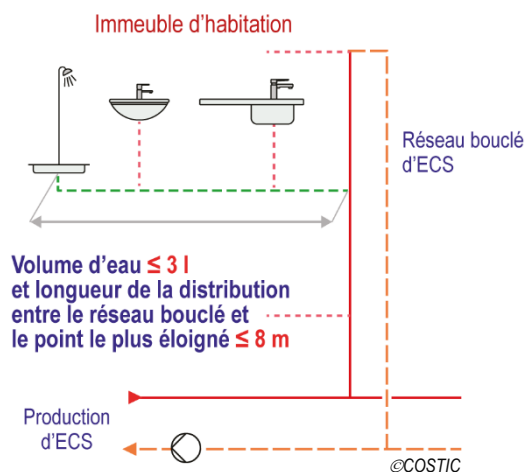 Immeuble d'habitation
Réseau bouclé
d'ECS
Volume d'eau ≤ 3 l
et longueur de la distribution
entre le réseau bouclé et
le point le plus éloigné ≤ 8 m
Production
d'ECS
©COSTIC